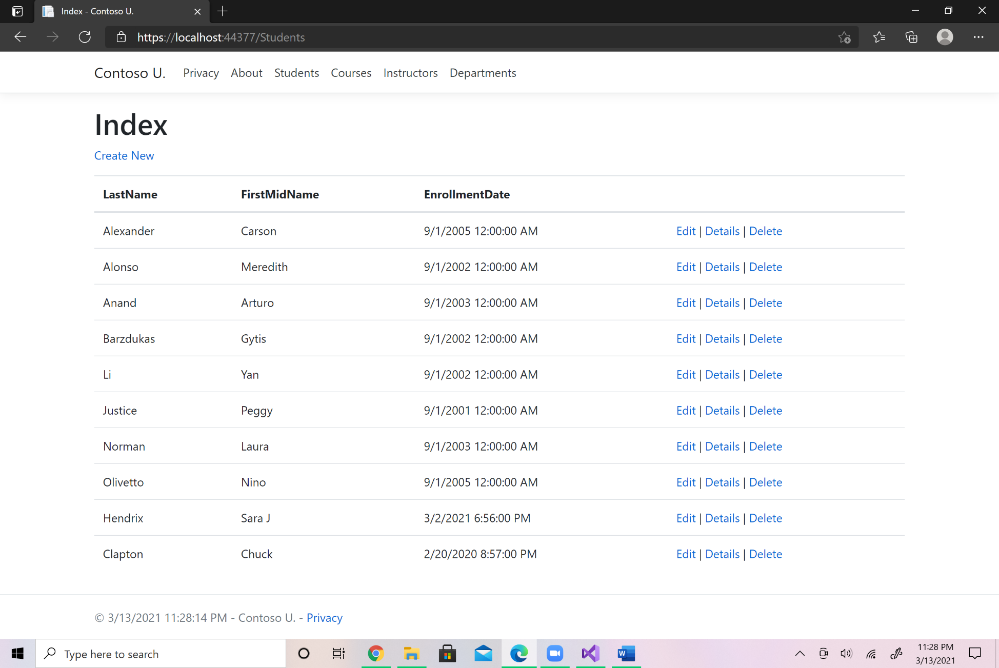 Index - Contoso U.
https://localhost:44377/Students
Contoso U. Privacy About Students Courses Instructors Departments
Index
Create New
LastName FirstMidName EnrollmentDate
Alexander Carson 9/1/2005 12:00:00 AM Edit | Details | Delete
Alonso Meredith 9/1/2002 12:00:00 AM Edit | Details | Delete
Anand Arturo 9/1/2003 12:00:00 AM Edit | Details | Delete
Barzdukas Gytis 9/1/2002 12:00:00 AM Edit | Details | Delete
Li Yan 9/1/2002 12:00:00 AM Edit | Details | Delete
Justice Peggy 9/1/2001 12:00:00 AM Edit | Details | Delete
Norman Laura 9/1/2003 12:00:00 AM Edit | Details | Delete
Olivetto Nino 9/1/2005 12:00:00 AM Edit | Details | Delete
Hendrix Sara J 3/2/2021 6:56:00 PM Edit | Details | Delete
Clapton Chuck 2/20/2020 8:57:00 PM Edit | Details | Delete
© 3/13/2021 11:28:14 PM - Contoso U. - Privacy
Type here to search
W
11:28 PM
3/13/2021